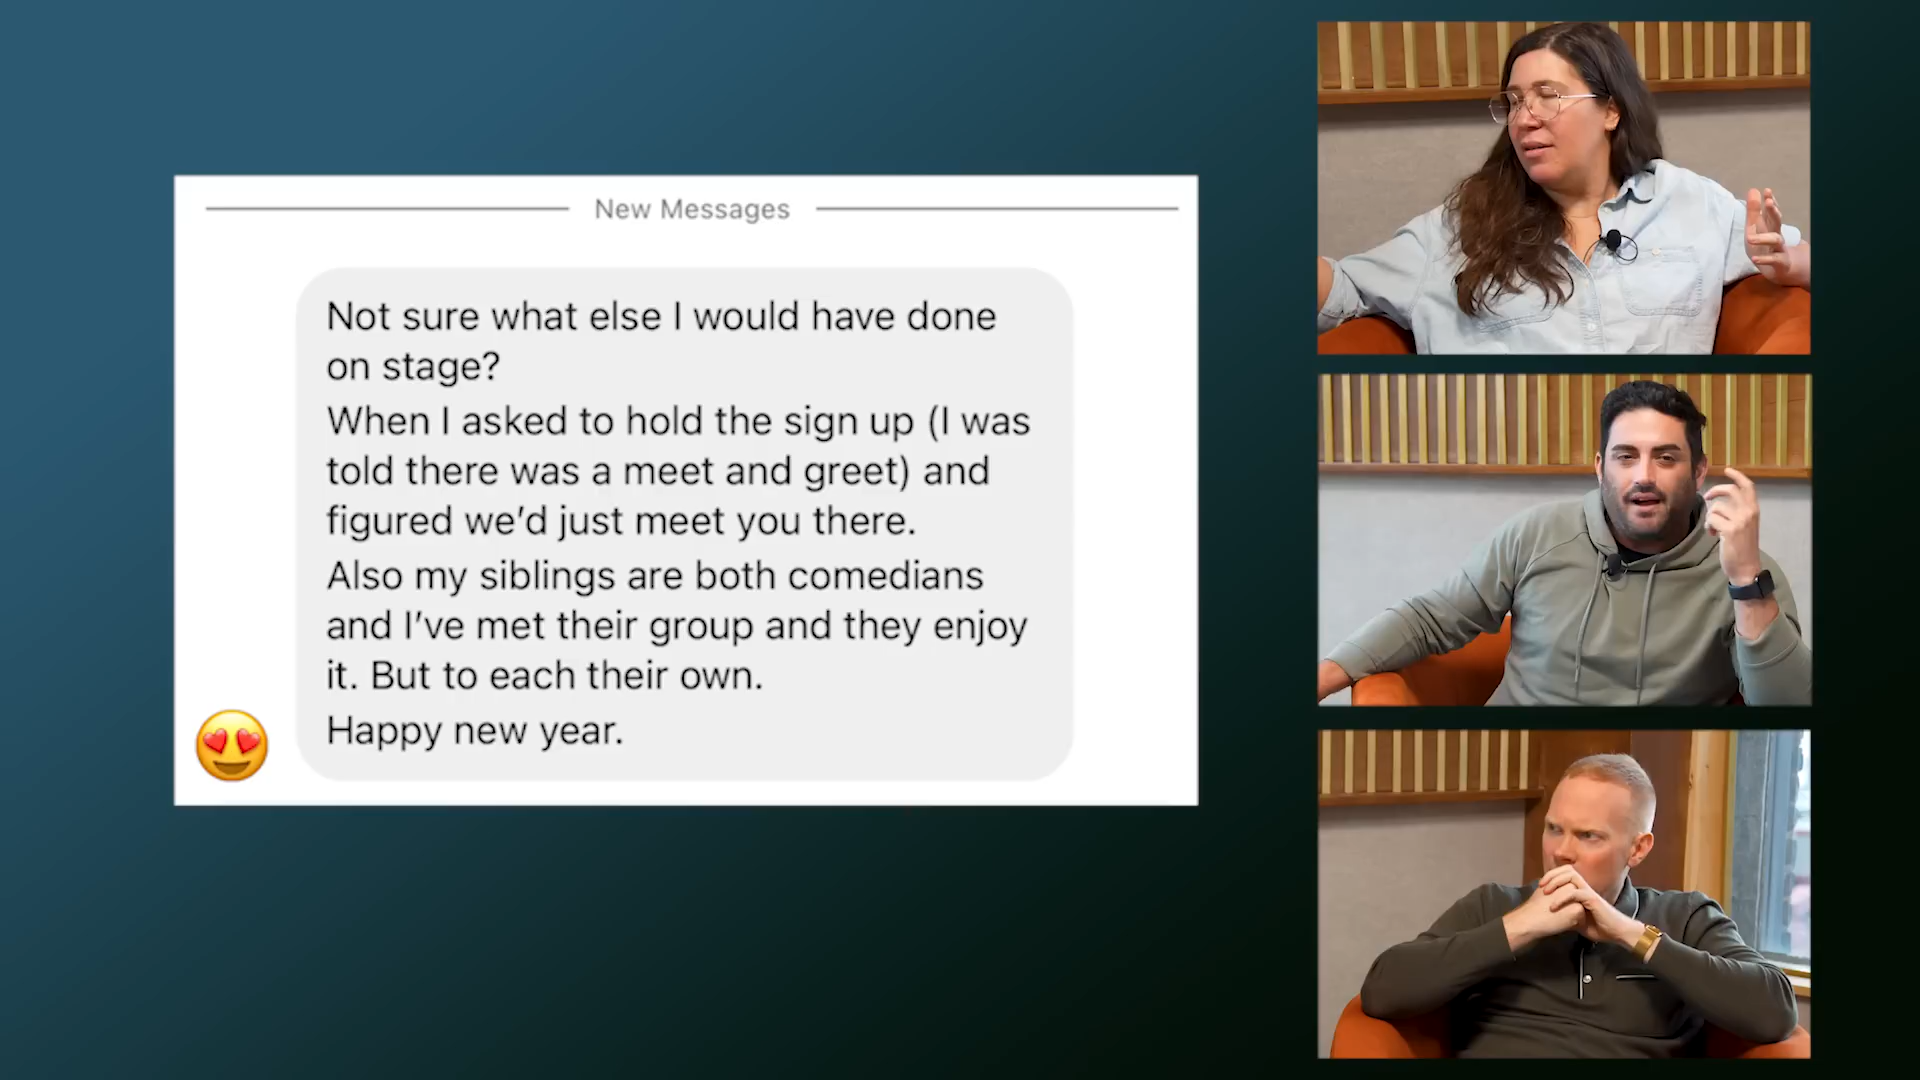 New Messages
Not sure what else I would have done
on stage?
When I asked to hold the sign up (I was
told there was a meet and greet) and
figured we'd just meet you there.
Also my siblings are both comedians
and I've met their group and they enjoy
it. But to each their own.
Happy new year.